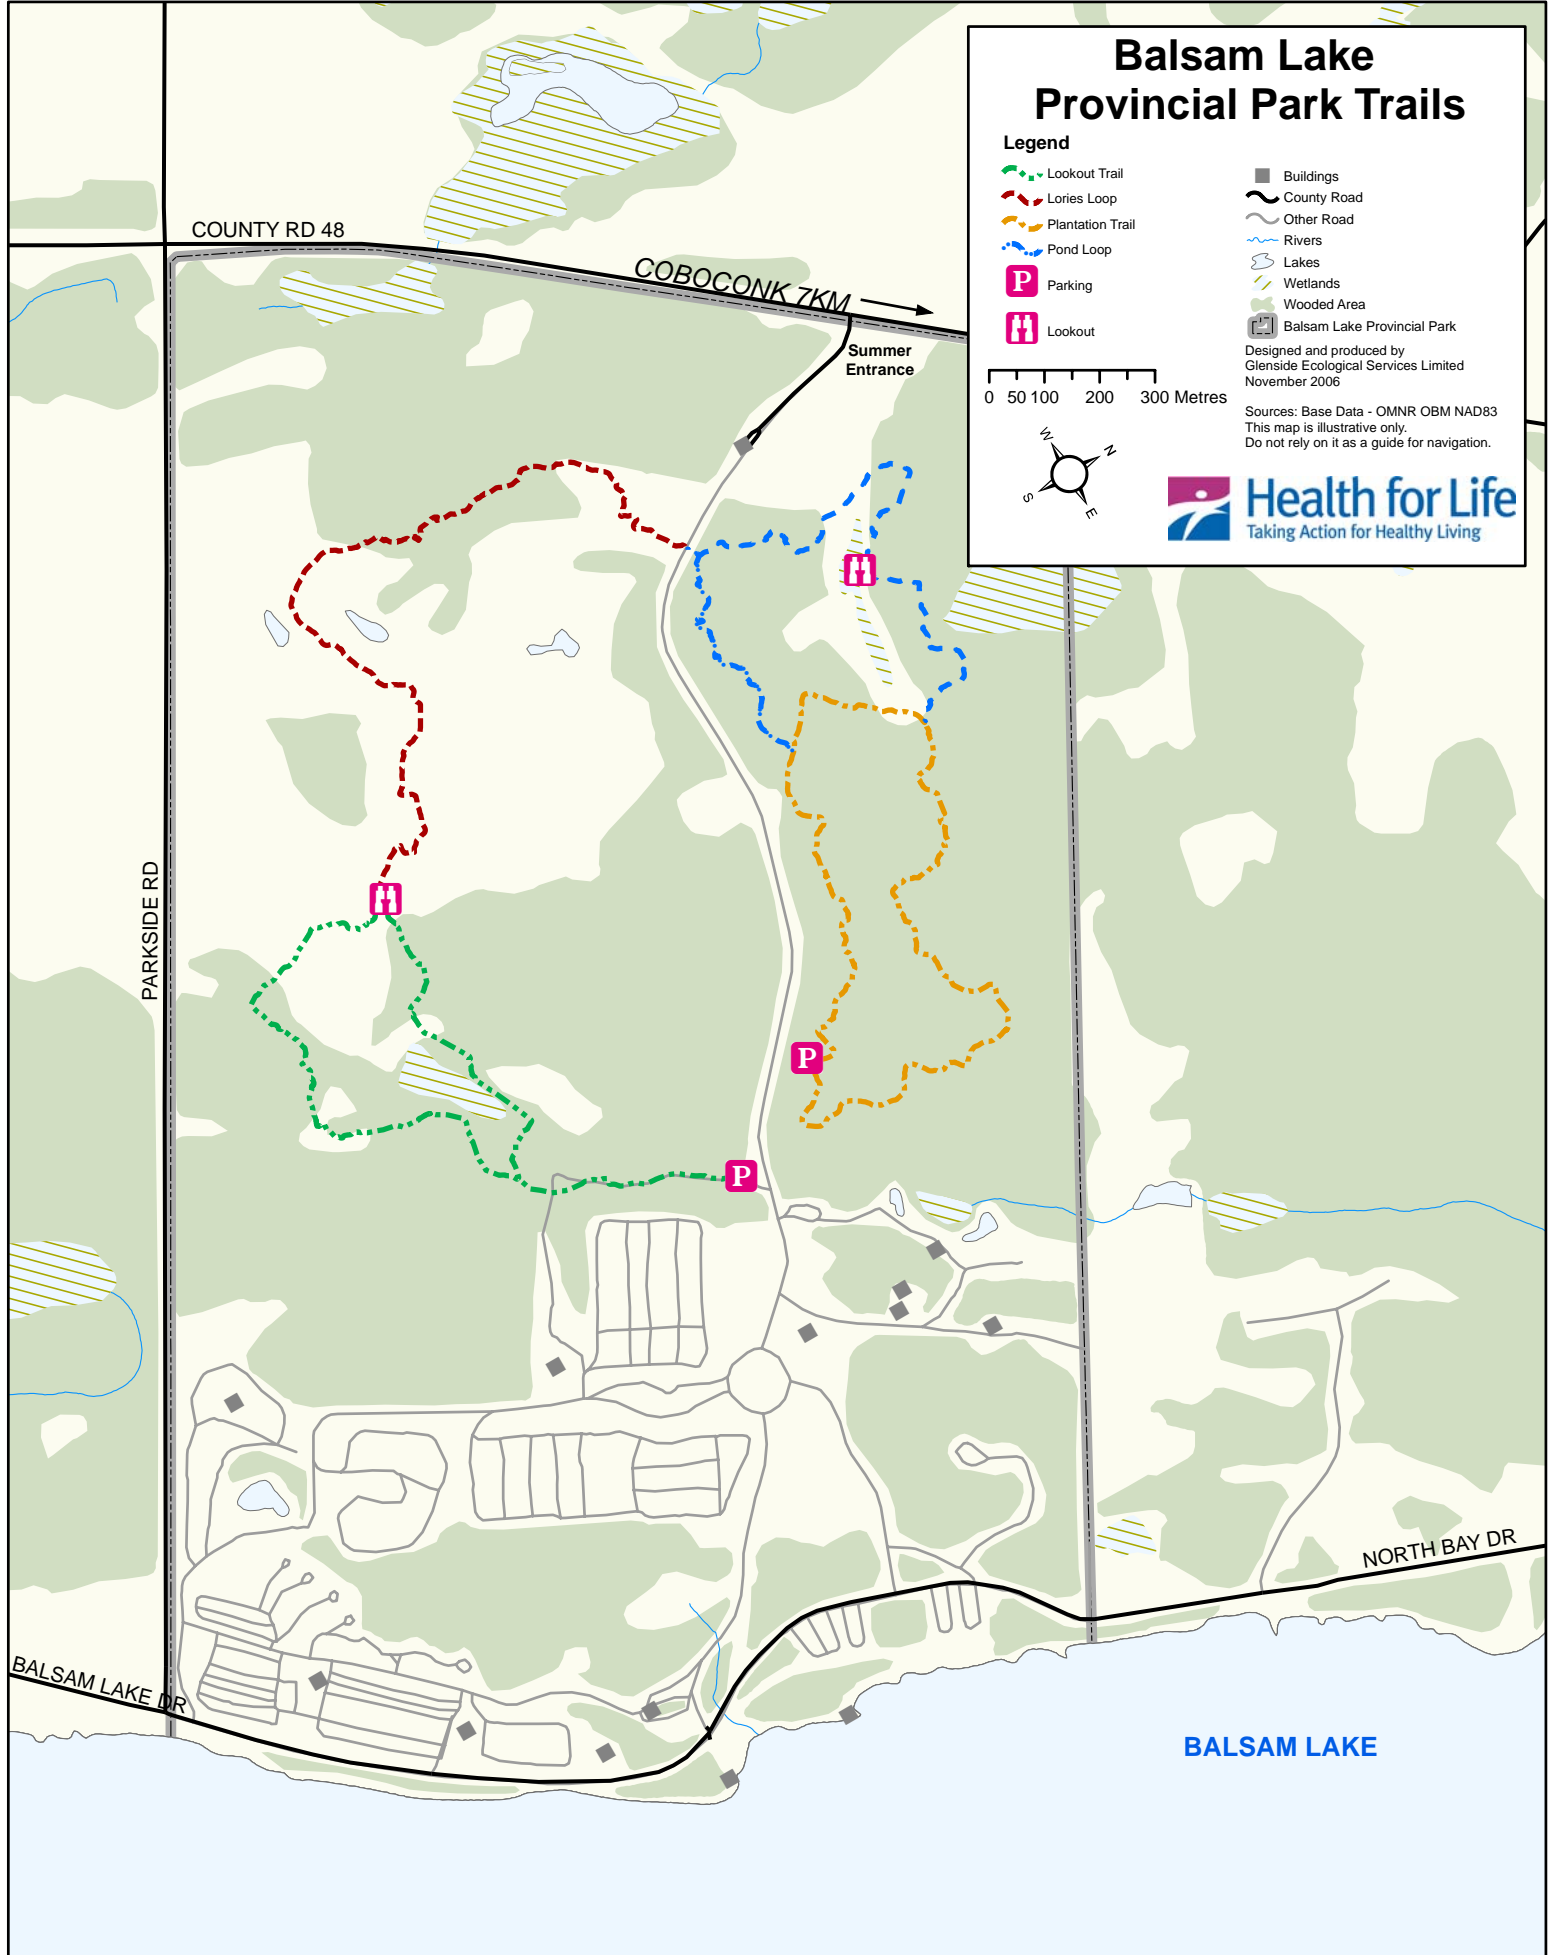 Balsam Lake
Provincial Park Trails
Legend
Lookout Trail
Lories Loop
Plantation Trail
Pond Loop
P
Parking
Lookout
Buildings
County Road
Other Road
Rivers
Lakes
Wetlands
Wooded Area
Balsam Lake Provincial Park
Designed and produced by
Glenside Ecological Services Limited
November 2006
0 50 100 200 300 Metres
Sources: Base Data - OMNR OBM NAD83
This map is illustrative only.
Do not rely on it as a guide for navigation.
W
N
S
E
Health for Life
Taking Action for Healthy Living
COUNTY RD 48
COBOCONK 7KM
Summer
Entrance
PARKSIDE RD
P
P
NORTH BAY DR
BALSAM LAKE DR
BALSAM LAKE